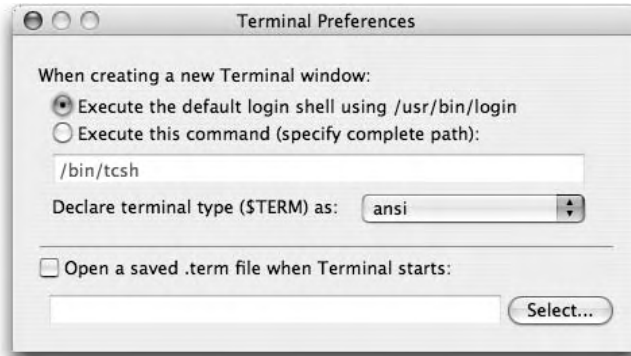 Terminal Preferences
When creating a new Terminal window:
Execute the default login shell using /usr/bin/login
Execute this command (specify complete path):
/bin/tcsh
Declare terminal type ($TERM) as: ansi
Open a saved .term file when Terminal starts:
Select...